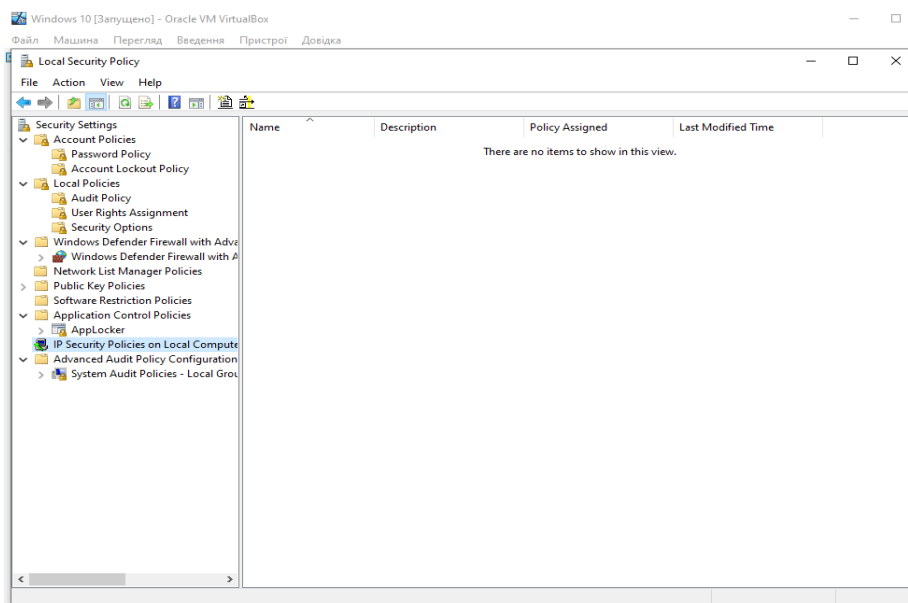 Windows 10 [Запущено] - Oracle VM VirtualBox
Файл Машина Перегляд Введення Пристрої Довідка
Local Security Policy
File Action View Help
Security Settings
Account Policies
Password Policy
Account Lockout Policy
Local Policies
Audit Policy
User Rights Assignment
Security Options
Windows Defender Firewall with Adva
Windows Defender Firewall with A
Network List Manager Policies
Public Key Policies
Software Restriction Policies
Application Control Policies
AppLocker
IP Security Policies on Local Compute
Advanced Audit Policy Configuration
System Audit Policies - Local Grou
Name Description Policy Assigned Last Modified Time
There are no items to show in this view.